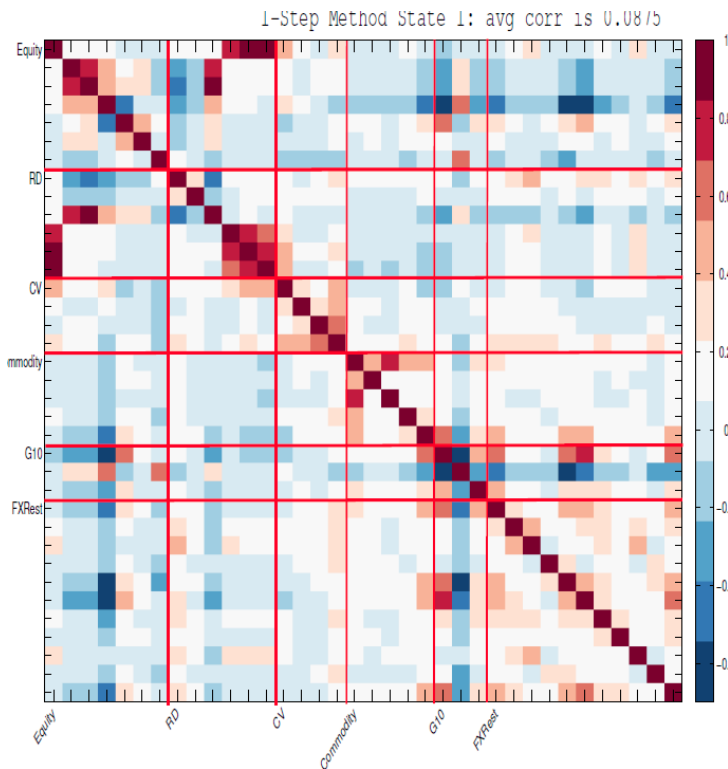 1-Step Method State 1: avg corr is 0.0875
Equity
RD
CV
mmodity
G10
FXRest
1
0.8
0.6
0.4
0.2
0
Equity
RD
CV
Commodity
G10
FXRest